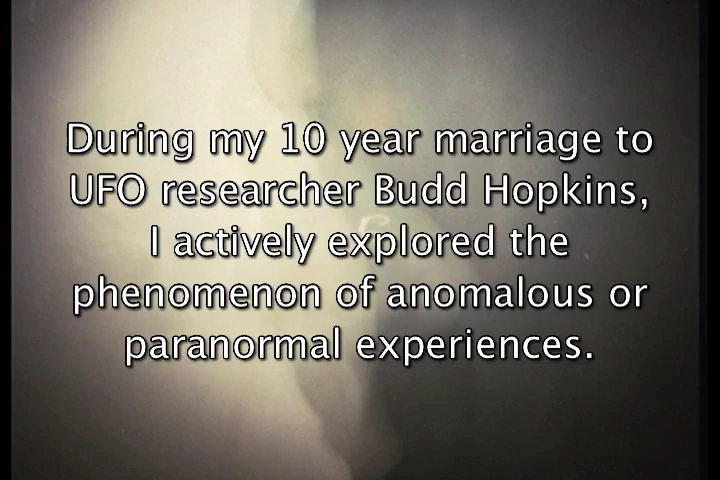 During my 10 year marriage to
UFO researcher Budd Hopkins,
I actively explored the
phenomenon of anomalous or
paranormal experiences.